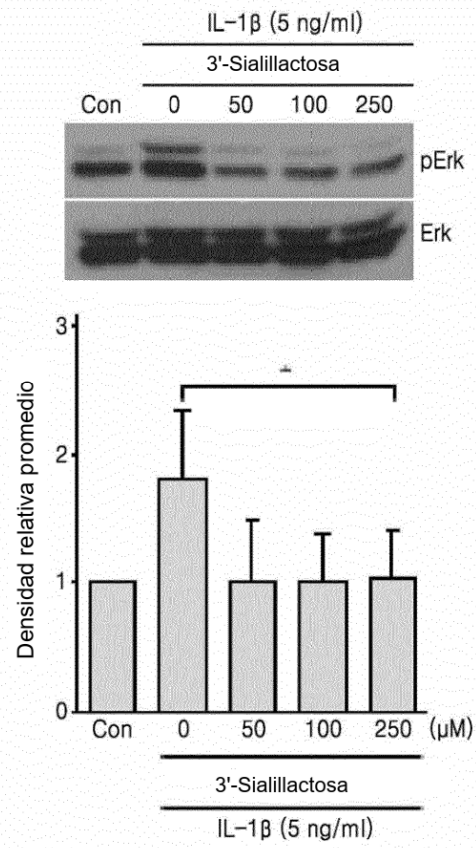 IL-1β (5 ng/ml)
3'-Sialillactosa
Con 0 50 100 250
pErk
Erk
3
2
1
0
Densidad relativa promedio
Con 0 50 100 250 (μM)
3'-Sialillactosa
IL-1β (5 ng/ml)